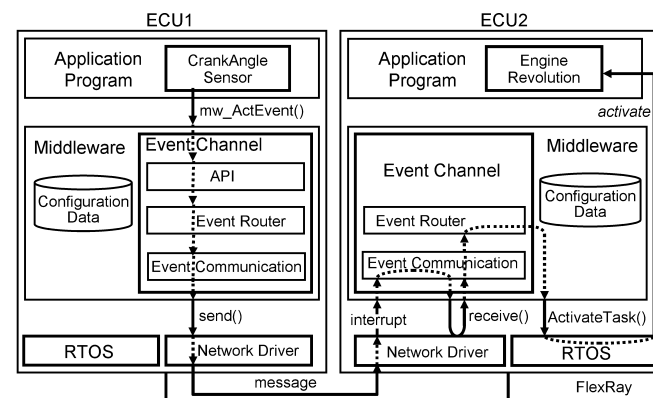 ECU1
Application
Program
CrankAngle
Sensor
mw_ActEvent()
Middleware
Event Channel
Configuration
Data
API
Event Router
Event Communication
send()
RTOS
Network Driver
message
ECU2
Application
Program
Engine
Revolution
activate
Middleware
Event Channel
Configuration
Data
Event Router
Event Communication
interrupt
receive()
ActivateTask()
Network Driver
RTOS
FlexRay